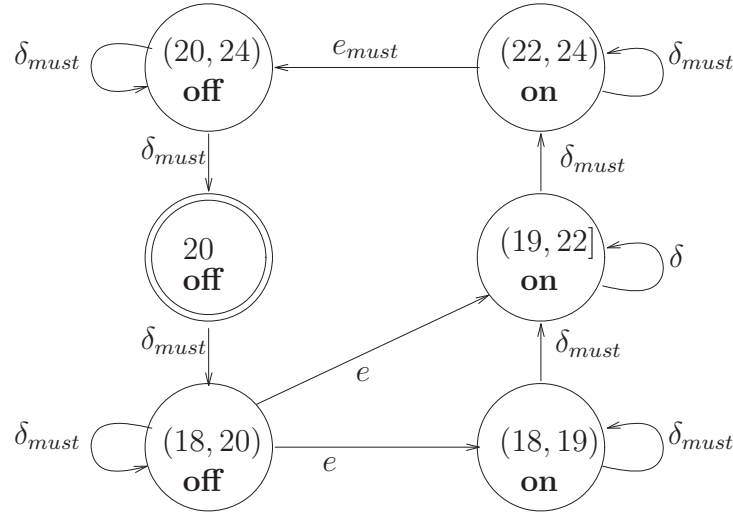 δ_must
(20, 24)
off
e_must
(22, 24)
on
δ_must
δ_must
δ_must
20
off
(19, 22]
on
δ
δ_must
e
δ_must
δ_must
(18, 20)
off
e
(18, 19)
on
δ_must